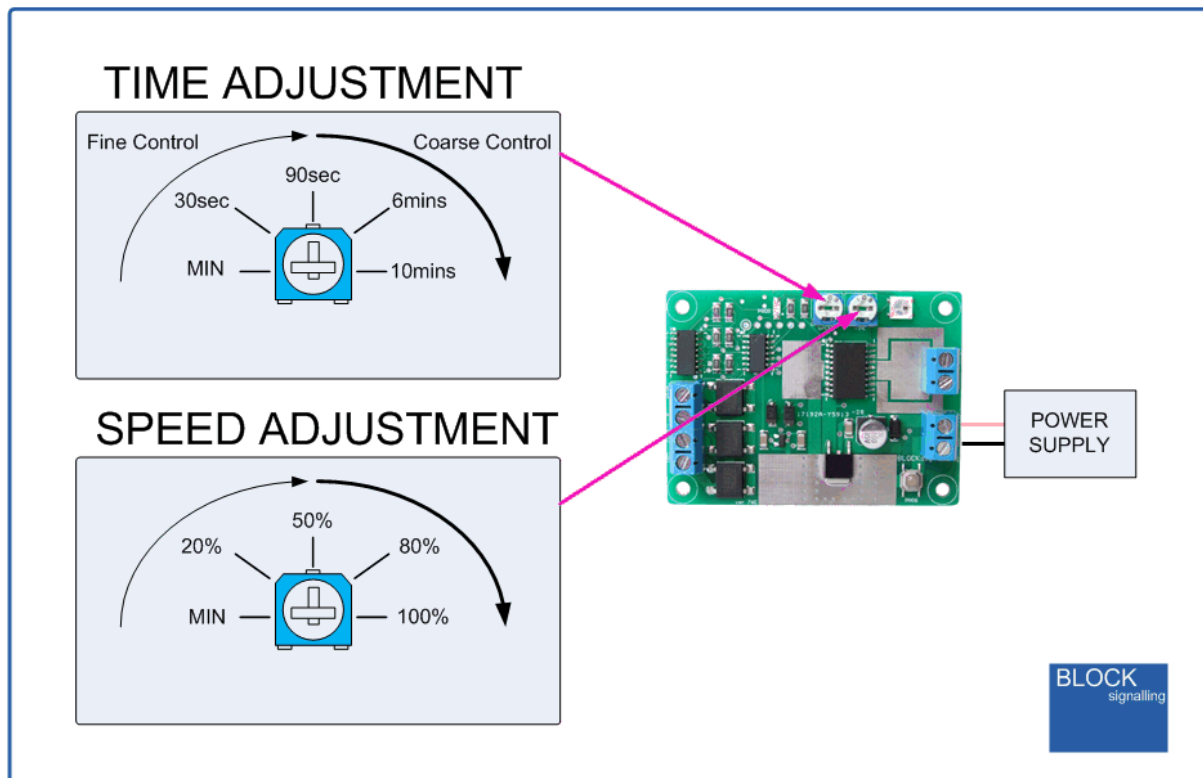 TIME ADJUSTMENT
Fine Control
Coarse Control
90sec
30sec
6mins
MIN
10mins
SPEED ADJUSTMENT
50%
20%
80%
MIN
100%
POWER
SUPPLY
BLOCK
BLOCK
signalling